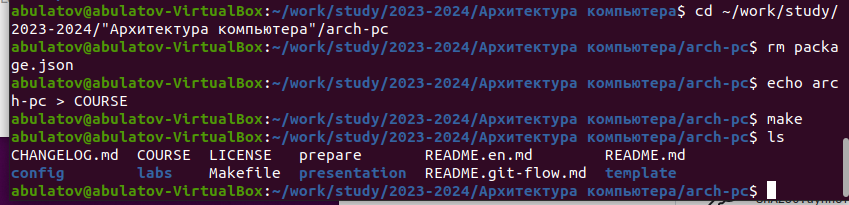 abulatov@abulatov-VirtualBox:~/work/study/2023-2024/Архитектура компьютера$ cd ~/work/study/
2023-2024/"Архитектура компьютера"/arch-pc
abulatov@abulatov-VirtualBox:~/work/study/2023-2024/Архитектура компьютера/arch-pc$ rm packa
ge.json
abulatov@abulatov-VirtualBox:~/work/study/2023-2024/Архитектура компьютера/arch-pc$ echo arc
h-pc > COURSE
abulatov@abulatov-VirtualBox:~/work/study/2023-2024/Архитектура компьютера/arch-pc$ make
abulatov@abulatov-VirtualBox:~/work/study/2023-2024/Архитектура компьютера/arch-pc$ ls
CHANGELOG.md COURSE LICENSE prepare README.en.md README.md
config labs Makefile presentation README.git-flow.md template
abulatov@abulatov-VirtualBox:~/work/study/2023-2024/Архитектура компьютера/arch-pc$